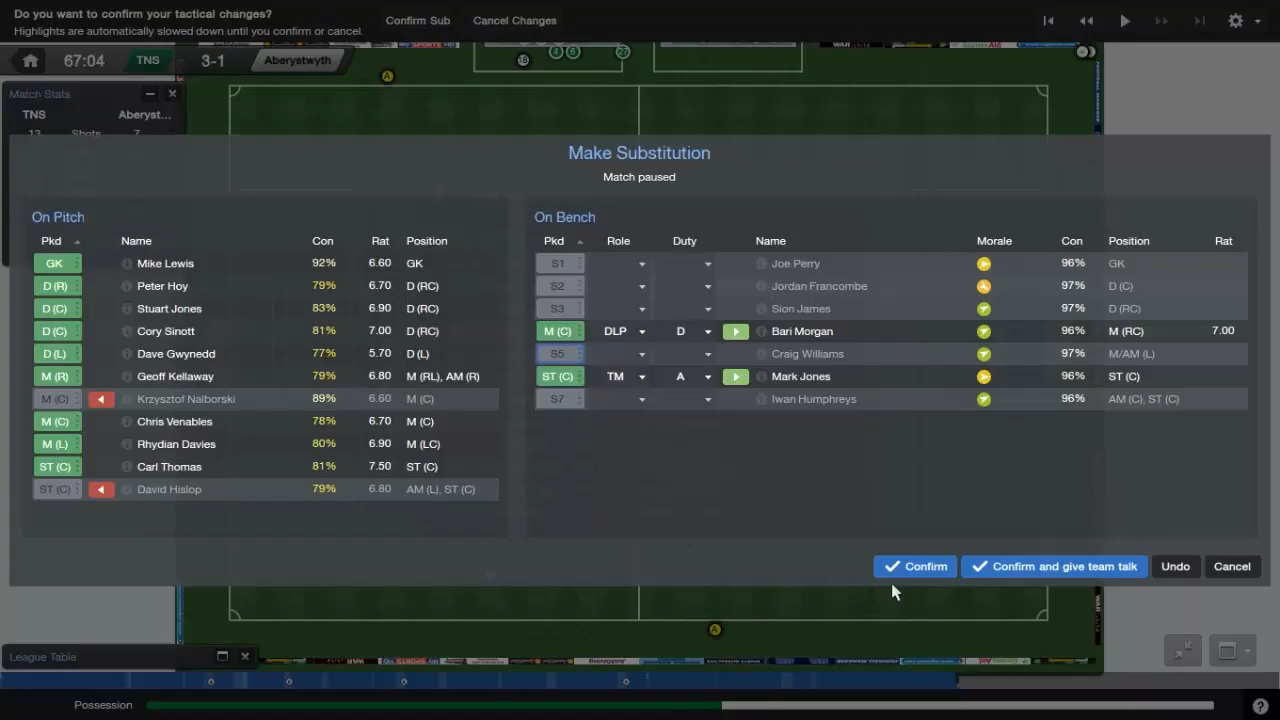 Do you want to confirm your tactical changes?
Highlights are automatically slowed down until you confirm or cancel.
Confirm Sub
Cancel Changes
67:04
TNS
3-1
Aberystwyth
Match Stats
TNS
Aberyst...
13
Shots
7
Make Substitution
Match paused
On Pitch
Pkd Name Con Rat Position
GK Mike Lewis 92% 6.60 GK
D (R) Peter Hoy 79% 6.70 D (RC)
D (C) Stuart Jones 83% 6.90 D (RC)
D (C) Cory Sinott 81% 7.00 D (RC)
D (L) Dave Gwynedd 77% 5.70 D (L)
M (R) Geoff Kellaway 79% 6.80 M (RL), AM (R)
M (C) Krzysztof Nalborski 89% 6.60 M (C)
M (C) Chris Venables 78% 6.70 M (C)
M (L) Rhydian Davies 80% 6.90 M (LC)
ST (C) Carl Thomas 81% 7.50 ST (C)
ST (C) David Hislop 79% 6.80 AM (L), ST (C)
On Bench
Pkd Role Duty Name Morale Con Position Rat
S1 Joe Perry 96% GK
S2 Jordan Francombe 97% D (C)
S3 Sion James 97% D (RC)
M (C) DLP D Bari Morgan 96% M (RC) 7.00
S5 Craig Williams 97% M/AM (L)
ST (C) TM A Mark Jones 96% ST (C)
S7 Iwan Humphreys 96% AM (C), ST (C)
Confirm
Confirm and give team talk
Undo
Cancel
League Table
Possession